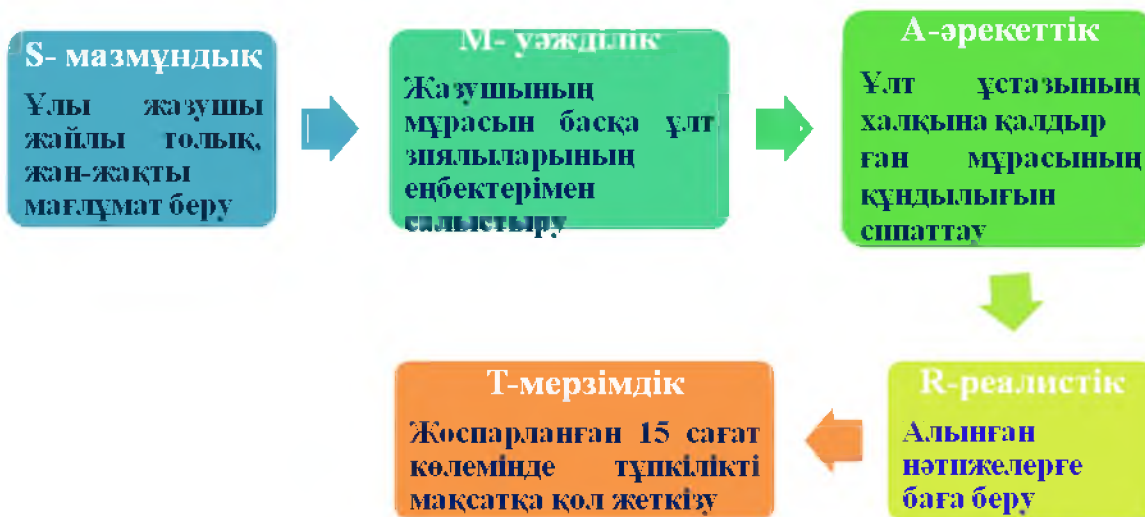 S- мазмұндық
Ұлы жазушы
жайлы толық,
жан-жақты
мағлұмат беру
М- уәжділік
Жазушының
мұрасын басқа ұлт
зиялыларының
еңбектерімен
салыстыру
А-әрекеттік
Ұлт ұстазының
халқына қалдыр
ған мұрасының
құндылығын
сипаттау
R-реалистік
Алынған
нәтижелерге
баға беру
Т-мерзімдік
Жоспарланған 15 сағат
көлемінде түпкілікті
мақсатқа қол жеткізу